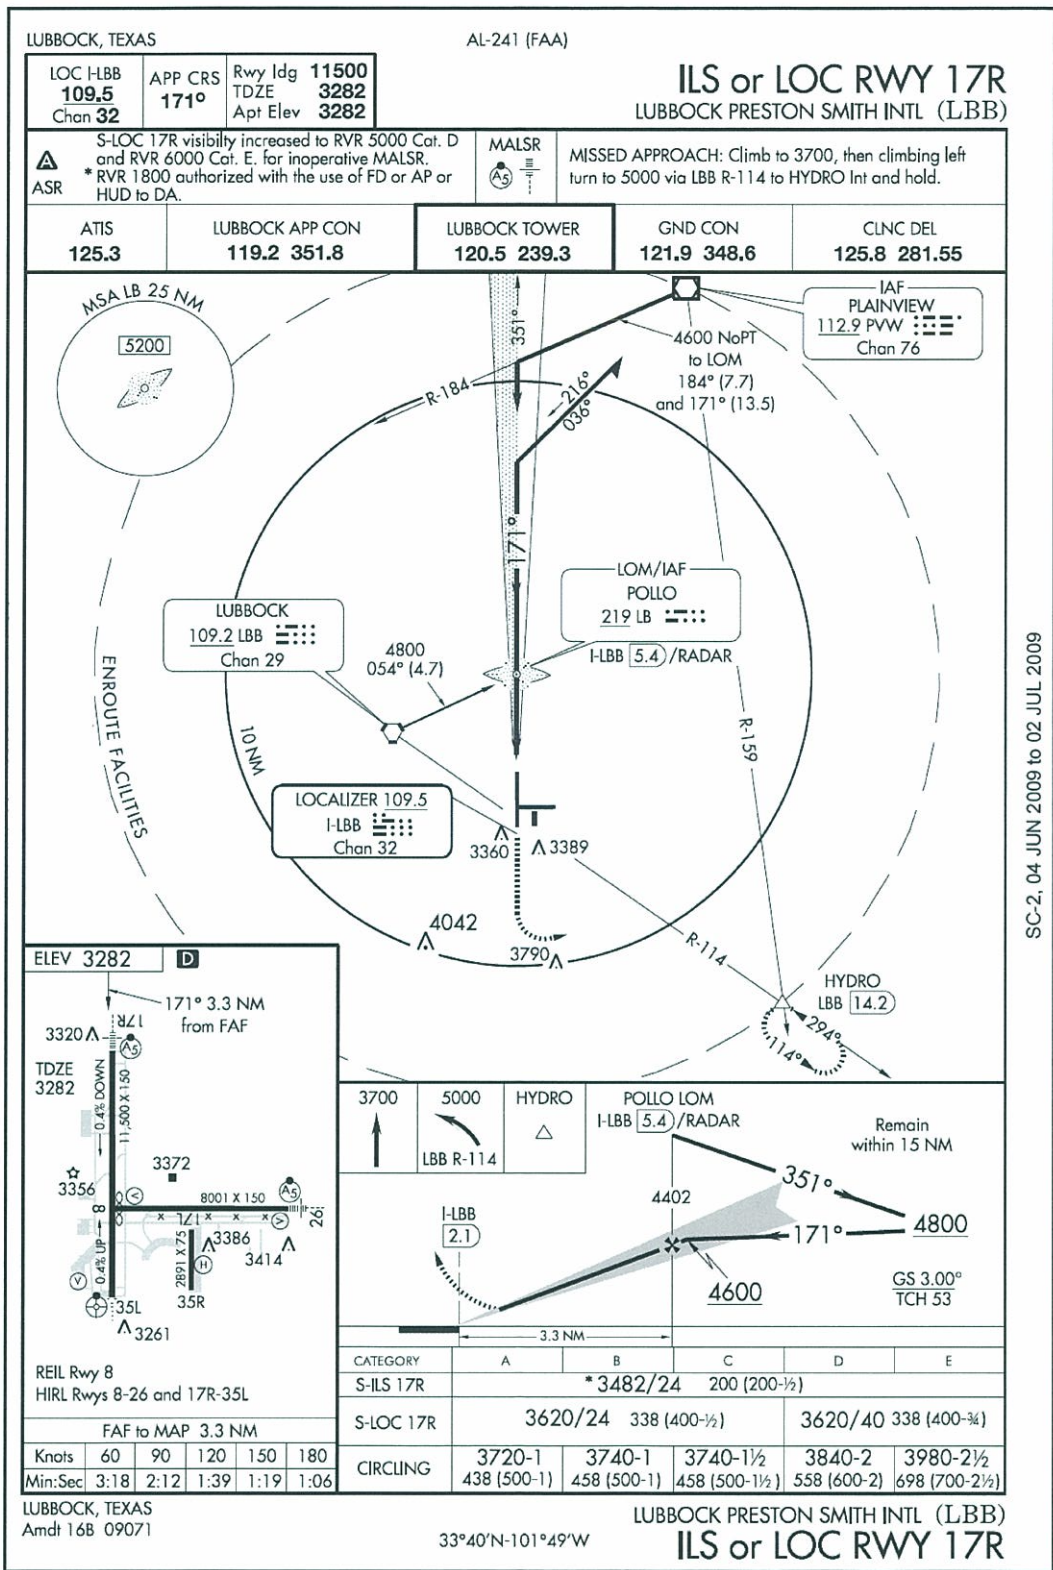 LUBBOCK, TEXAS
AL-241 (FAA)
LOC I-LBB
109.5
Chan 32
APP CRS
171°
Rwy ldg 11500
TDZE 3282
Apt Elev 3282
ILS or LOC RWY 17R
LUBBOCK PRESTON SMITH INTL (LBB)
A
ASR
S-LOC 17R visibilty increased to RVR 5000 Cat. D
and RVR 6000 Cat. E. for inoperative MALSR.
* RVR 1800 authorized with the use of FD or AP or
HUD to DA.
MALSR
A5
MISSED APPROACH: Climb to 3700, then climbing left
turn to 5000 via LBB R-114 to HYDRO Int and hold.
ATIS
125.3
LUBBOCK APP CON
119.2 351.8
LUBBOCK TOWER
120.5 239.3
GND CON
121.9 348.6
CLNC DEL
125.8 281.55
MSA LB 25 NM
5200
351°
IAF
PLAINVIEW
112.9 PVW
Chan 76
4600 NoPT
to LOM
184° (7.7)
and 171° (13.5)
R-184
216°
036°
171°
LOM/IAF
POLLO
219 LB
I-LBB 5.4 /RADAR
LUBBOCK
109.2 LBB
Chan 29
4800
054° (4.7)
ENROUTE FACILITIES
10 NM
R-159
LOCALIZER 109.5
I-LBB
Chan 32
3360
3389
4042
3790
R-114
HYDRO
LBB 14.2
294°
114°
SC-2, 04 JUN 2009 to 02 JUL 2009
ELEV 3282
D
171° 3.3 NM
from FAF
3320
17R
A5
TDZE
3282
0.4% DOWN
11,500 X 150
3372
3356
8
8001 X 150
A5
26
V
17L
V
0.4% UP
2891 X 75
3386
3414
H
V
35L
35R
3261
REIL Rwy 8
HIRL Rwys 8-26 and 17R-35L
FAF to MAP 3.3 NM
Knots 60 90 120 150 180
Min:Sec 3:18 2:12 1:39 1:19 1:06
3700
5000
LBB R-114
HYDRO
POLLO LOM
I-LBB 5.4 /RADAR
Remain
within 15 NM
351°
4402
I-LBB
2.1
171°
4800
4600
GS 3.00°
TCH 53
3.3 NM
CATEGORY A B C D E
S-ILS 17R *3482/24 200 (200-½)
S-LOC 17R 3620/24 338 (400-½) 3620/40 338 (400-¾)
CIRCLING
3720-1 3740-1 3740-1½ 3840-2 3980-2½
438 (500-1) 458 (500-1) 458 (500-1½) 558 (600-2) 698 (700-2½)
LUBBOCK, TEXAS
Amdt 16B 09071
33°40'N-101°49'W
LUBBOCK PRESTON SMITH INTL (LBB)
ILS or LOC RWY 17R